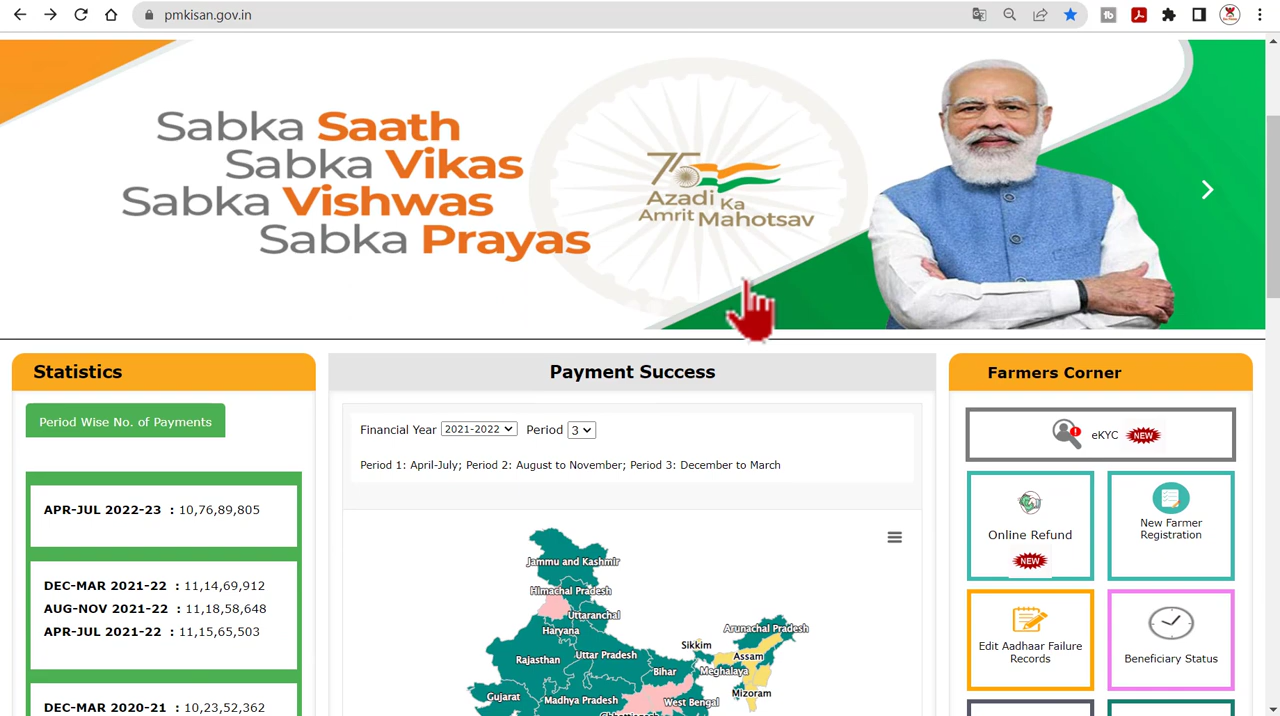 pmkisan.gov.in
Sabka Saath
Sabka Vikas
Sabka Vishwas
Sabka Prayas
75
Azadi Ka
Amrit Mahotsav
Statistics
Period Wise No. of Payments
APR-JUL 2022-23 : 10,76,89,805
DEC-MAR 2021-22 : 11,14,69,912
AUG-NOV 2021-22 : 11,18,58,648
APR-JUL 2021-22 : 11,15,65,503
DEC-MAR 2020-21 : 10,23,52,362
Payment Success
Financial Year 2021-2022 Period 3
Period 1: April-July; Period 2: August to November; Period 3: December to March
Jammu and Kashmir
Himachal Pradesh
Uttaranchal
Haryana
Arunachal Pradesh
Sikkim
Assam
Rajasthan
Uttar Pradesh
Bihar
Meghalaya
Mizoram
Gujarat
Madhya Pradesh
West Bengal
Chhattisgarh
Farmers Corner
eKYC NEW
Online Refund
NEW
New Farmer
Registration
Edit Aadhaar Failure
Records
Beneficiary Status